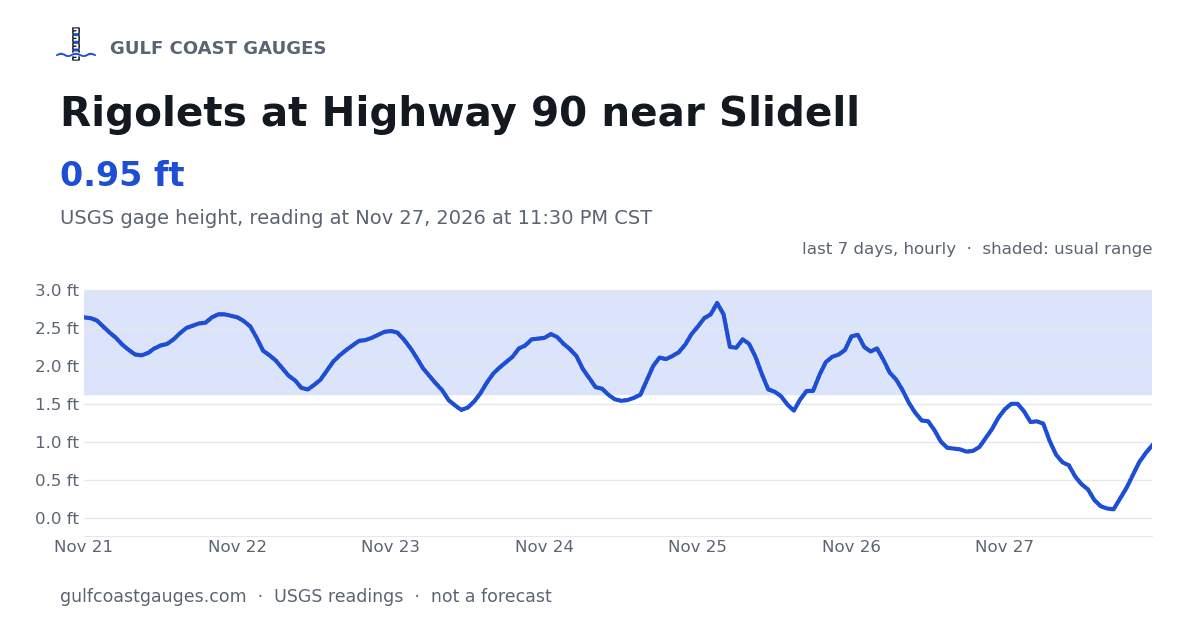 GULF COAST GAUGES
Rigolets at Highway 90 near Slidell
0.95 ft
USGS gage height, reading at Nov 27, 2026 at 11:30 PM CST
last 7 days, hourly · shaded: usual range
3.0 ft
2.5 ft
2.0 ft
1.5 ft
1.0 ft
0.5 ft
0.0 ft
Nov 21 Nov 22 Nov 23 Nov 24 Nov 25 Nov 26 Nov 27
gulfcoastgauges.com · USGS readings · not a forecast